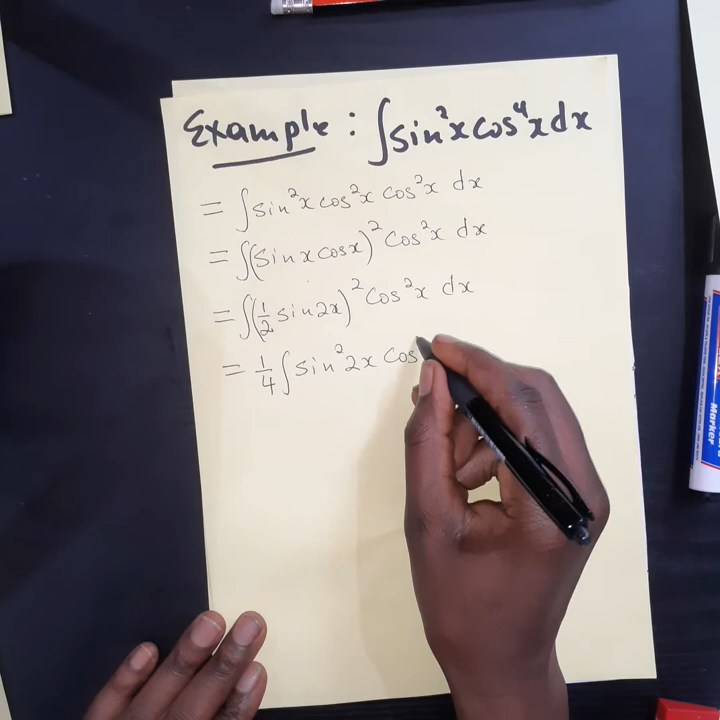 Example : ∫sin²x cos⁴x dx
= ∫sin²x cos²x cos²x dx
= ∫(sin x cos x)² cos²x dx
= ∫(½ sin 2x)² cos²x dx
= ¼∫sin²2x cos
Marker